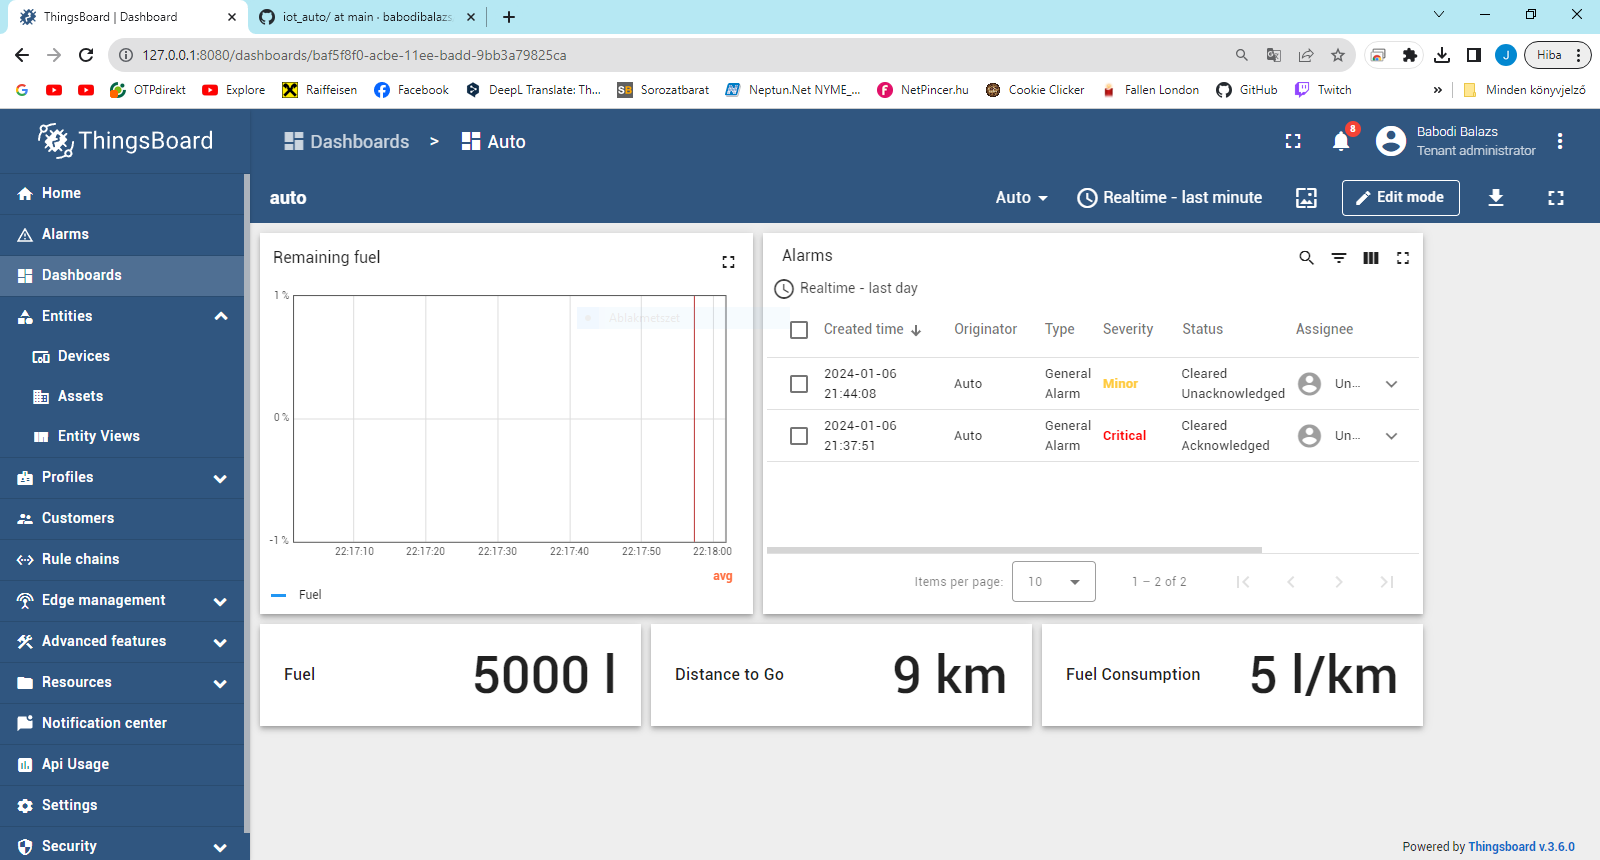 ThingsBoard | Dashboard
iot_auto/ at main · babodibalazs
127.0.0.1:8080/dashboards/baf5f8f0-acbe-11ee-badd-9bb3a79825ca
J
Hiba
OTPdirekt
Explore
Raiffeisen
Facebook
DeepL Translate: Th...
SB
Sorozatbarat
Neptun.Net NYME_...
NetPincer.hu
Cookie Clicker
Fallen London
GitHub
Twitch
»
Minden könyvjelző
ThingsBoard
Dashboards > Auto
8
Babodi Balazs
Tenant administrator
Home
Alarms
Dashboards
Entities
Devices
Assets
Entity Views
Profiles
Customers
Rule chains
Edge management
Advanced features
Resources
Notification center
Api Usage
Settings
Security
auto
Auto
Realtime - last minute
Edit mode
Remaining fuel
1 %
0 %
-1 %
Ablakmetszet
22:17:10 22:17:20 22:17:30 22:17:40 22:17:50 22:18:00
avg
Fuel
Alarms
Realtime - last day
Created time Originator Type Severity Status Assignee
2024-01-06 21:44:08 Auto General Alarm Minor Cleared Unacknowledged Un...
2024-01-06 21:37:51 Auto General Alarm Critical Cleared Acknowledged Un...
Items per page: 10 1 – 2 of 2
Fuel 5000 l
Distance to Go 9 km
Fuel Consumption 5 l/km
Powered by Thingsboard v.3.6.0